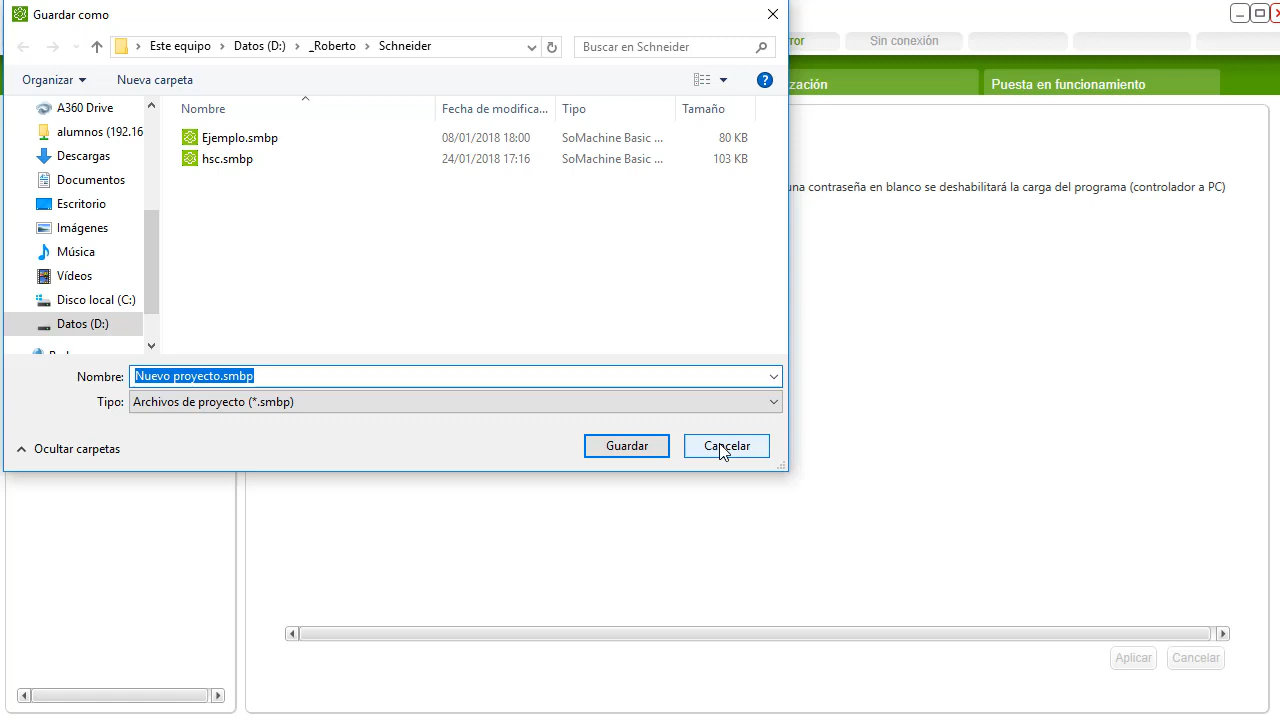 Guardar como
Este equipo > Datos (D:) > _Roberto > Schneider
Buscar en Schneider
Organizar
Nueva carpeta
Nombre
Fecha de modifica...
Tipo
Tamaño
A360 Drive
alumnos (192.16
Descargas
Documentos
Escritorio
Imágenes
Música
Vídeos
Disco local (C:)
Datos (D:)
Ejemplo.smbp 08/01/2018 18:00 SoMachine Basic ... 80 KB
hsc.smbp 24/01/2018 17:16 SoMachine Basic ... 103 KB
Nombre: Nuevo proyecto.smbp
Tipo: Archivos de proyecto (*.smbp)
Ocultar carpetas
Guardar
Cancelar
ror
Sin conexión
zación
Puesta en funcionamiento
una contraseña en blanco se deshabilitará la carga del programa (controlador a PC)
Aplicar
Cancelar